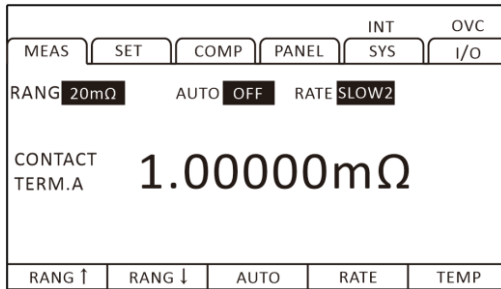 INT OVC
MEAS SET COMP PANEL SYS I/O
RANG 20mΩ AUTO OFF RATE SLOW2
CONTACT
TERM.A
1.00000mΩ
RANG↑ RANG↓ AUTO RATE TEMP